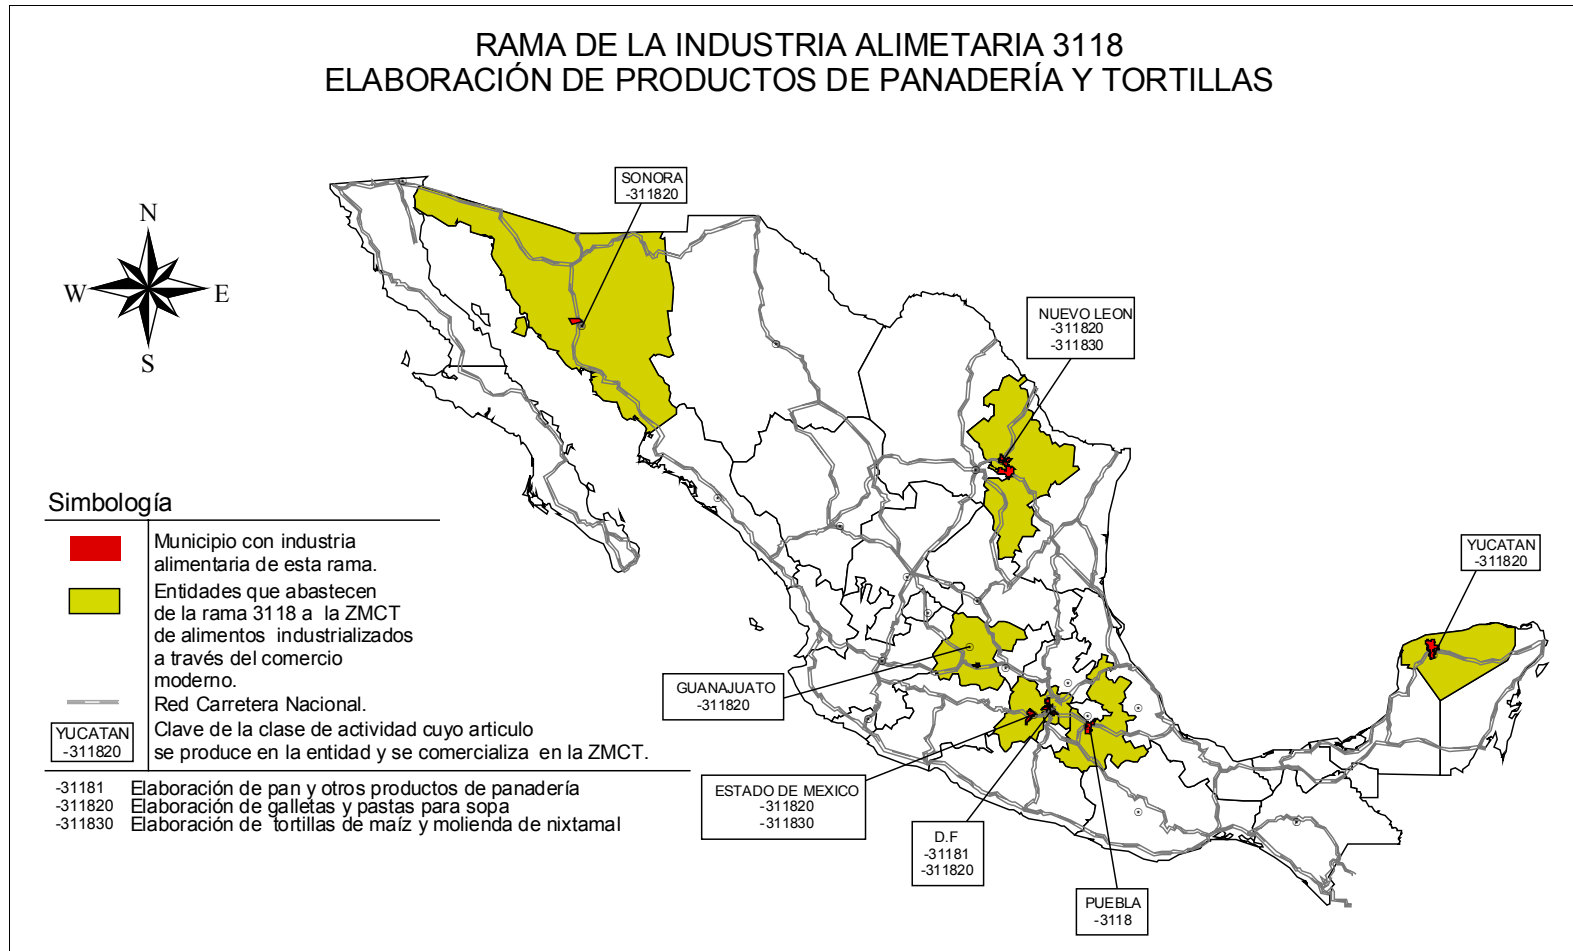 RAMA DE LA INDUSTRIA ALIMETARIA 3118
ELABORACIÓN DE PRODUCTOS DE PANADERÍA Y TORTILLAS
N
W
E
S
SONORA
-311820
NUEVO LEON
-311820
-311830
YUCATAN
-311820
GUANAJUATO
-311820
ESTADO DE MEXICO
-311820
-311830
D.F
-31181
-311820
PUEBLA
-3118
Simbología
Municipio con industria
alimentaria de esta rama.
Entidades que abastecen
de la rama 3118 a la ZMCT
de alimentos industrializados
a través del comercio
moderno.
Red Carretera Nacional.
YUCATAN
-311820
Clave de la clase de actividad cuyo articulo
se produce en la entidad y se comercializa en la ZMCT.
-31181 Elaboración de pan y otros productos de panadería
-311820 Elaboración de galletas y pastas para sopa
-311830 Elaboración de tortillas de maíz y molienda de nixtamal